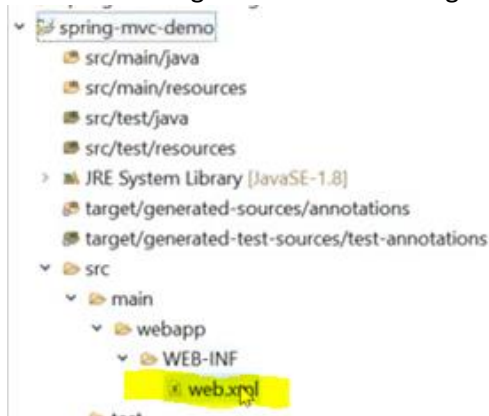 spring-mvc-demo
src/main/java
src/main/resources
src/test/java
src/test/resources
JRE System Library [JavaSE-1.8]
target/generated-sources/annotations
target/generated-test-sources/test-annotations
src
main
webapp
WEB-INF
web.xml